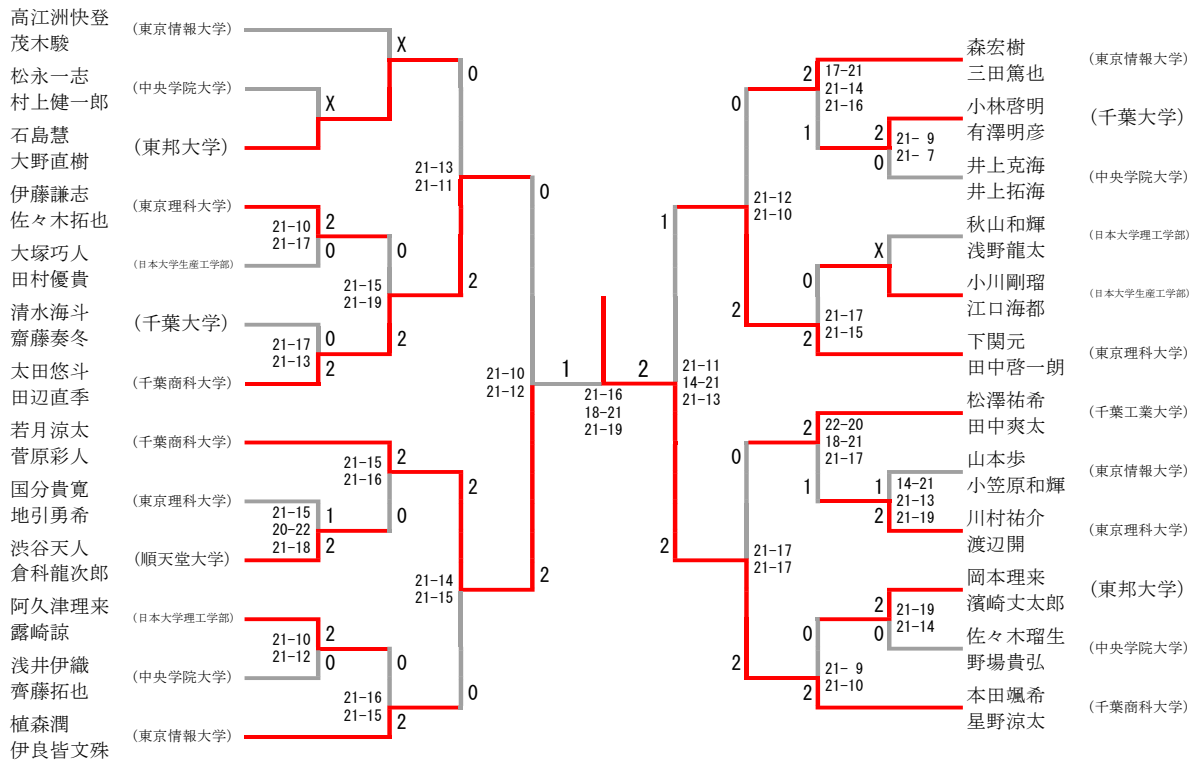 高江洲快登
茂木駿
(東京情報大学)
松永一志
村上健一郎
(中央学院大学)
石島慧
大野直樹
(東邦大学)
伊藤謙志
佐々木拓也
(東京理科大学)
大塚巧人
田村優貴
(日本大学生産工学部)
清水海斗
齋藤奏冬
(千葉大学)
太田悠斗
田辺直季
(千葉商科大学)
若月涼太
菅原彩人
(千葉商科大学)
国分貴寛
地引勇希
(東京理科大学)
渋谷天人
倉科龍次郎
(順天堂大学)
阿久津理来
露崎諒
(日本大学理工学部)
浅井伊織
齊藤拓也
(中央学院大学)
植森潤
伊良皆文殊
(東京情報大学)
X
X
21-10
21-17
2
0
21-17
21-13
0
2
21-15
21-19
0
2
21-13
21-11
0
2
21-15
20-22
21-18
1
2
21-15
21-16
2
0
21-10
21-12
2
0
21-16
21-15
0
2
21-14
21-15
2
0
21-10
21-12
0
2
1
2
21-16
18-21
21-19
21-11
14-21
21-13
1
2
21-12
21-10
0
2
17-21
21-14
21-16
2
1
21- 9
21- 7
2
0
X
21-17
21-15
0
2
21-17
21-17
0
2
22-20
18-21
21-17
2
1
14-21
21-13
21-19
1
2
21-19
21-14
2
0
21- 9
21-10
0
2
森宏樹
三田篤也
(東京情報大学)
小林啓明
有澤明彦
(千葉大学)
井上克海
井上拓海
(中央学院大学)
秋山和輝
浅野龍太
(日本大学理工学部)
小川剛瑠
江口海都
(日本大学生産工学部)
下関元
田中啓一朗
(東京理科大学)
松澤祐希
田中爽太
(千葉工業大学)
山本歩
小笠原和輝
(東京情報大学)
川村祐介
渡辺開
(東京理科大学)
岡本理来
濱崎丈太郎
(東邦大学)
佐々木瑠生
野場貴弘
(中央学院大学)
本田颯希
星野涼太
(千葉商科大学)